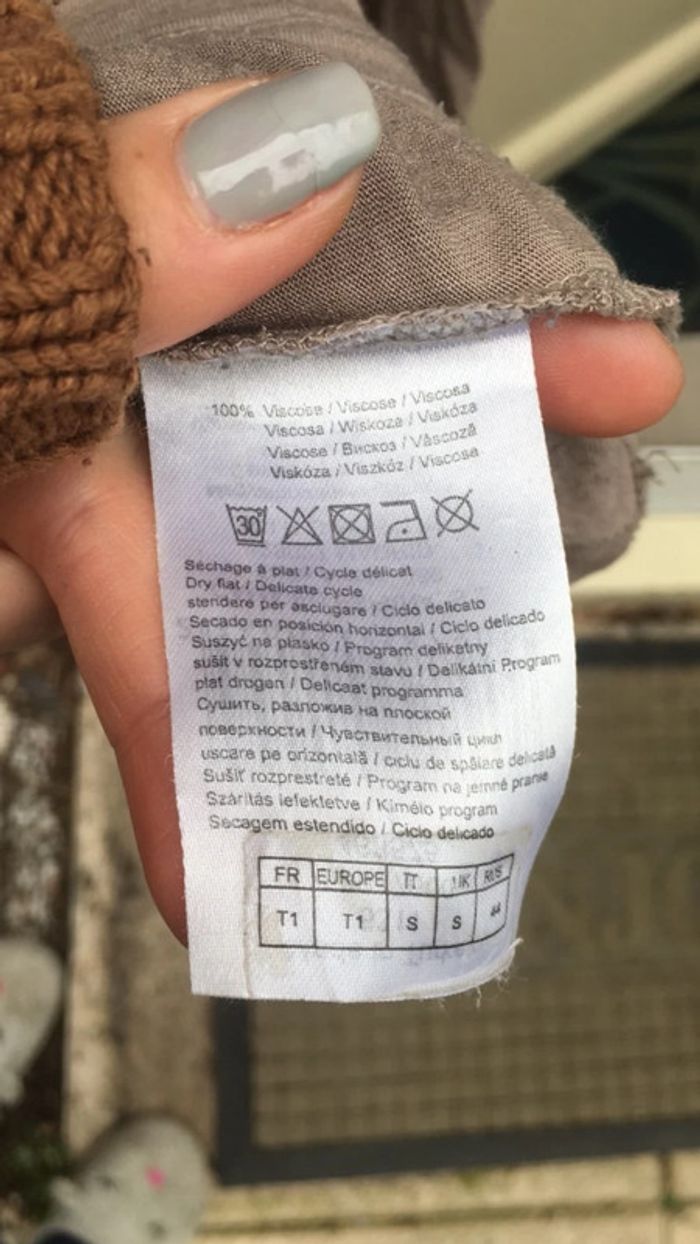 100% Viscose / Viscose / Viscosa
Viscosa / Wiskoza / Viskóza
Viscose / Вискоз / Vâscoză
Viskóza / Viszkóz / Viscose
30
Séchage à plat / Cycle délicat
Dry flat / Delicate cycle
stendere per asciugare / Ciclo delicato
Secado en posición horizontal / Ciclo delicado
Suszyć na płasko / Program delikatny
sušit v rozprostřeném stavu / Delikátní Program
plat drogen / Delicaat programma
Сушить, разложив на плоской
поверхности / Чувствительный цикл
uscare pe orizontală / ciclu de spălare delicată
Sušiť rozprestreté / Program na jemné pranie
Szárítás lefektetve / Kímélo program
Secagem estendido / Ciclo delicado
FR EUROPE IT UK RUS
T1 T1 S S 44